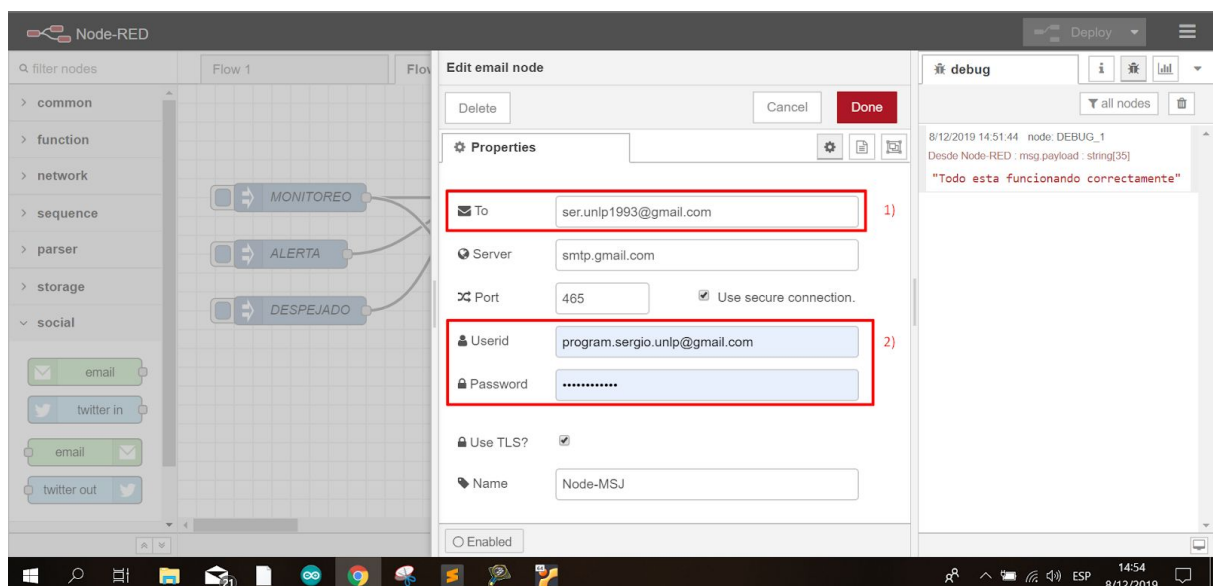 Node-RED
Deploy
filter nodes
Flow 1
Flow
Edit email node
debug
common
Delete
Cancel
Done
all nodes
function
Properties
8/12/2019 14:51:44 node: DEBUG_1
Desde Node-RED : msg.payload : string[35]
"Todo esta funcionando correctamente"
network
MONITOREO
sequence
To
ser.unlp1993@gmail.com
1)
parser
ALERTA
Server
smtp.gmail.com
storage
Port
465
Use secure connection.
social
DESPEJADO
Userid
program.sergio.unlp@gmail.com
2)
email
Password
••••••••••••
twitter in
Use TLS?
email
Name
Node-MSJ
twitter out
Enabled
21
ESP
14:54
8/12/2019